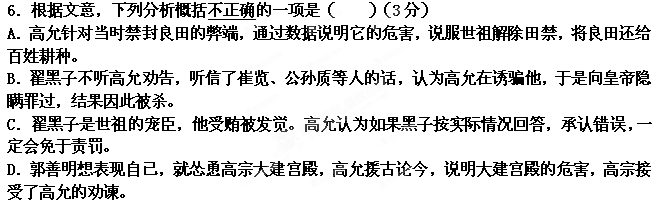 6．根据文意，下列分析概括不正确的一项是（　　）（3分）
A．高允针对当时禁封良田的弊端，通过数据说明它的危害，说服世祖解除田禁，将良田还给
百姓耕种。
B．翟黑子不听高允劝告，听信了崔览、公孙质等人的话，认为高允在诱骗他，于是向皇帝隐
瞒罪过，结果因此被杀。
C．翟黑子是世祖的宠臣，他受贿被发觉。高允认为如果黑子按实际情况回答，承认错误，一
定会免于责罚。
D．郭善明想表现自己，就怂恿高宗大建宫殿，高允援古论今，说明大建宫殿的危害，高宗接
受了高允的劝谏。